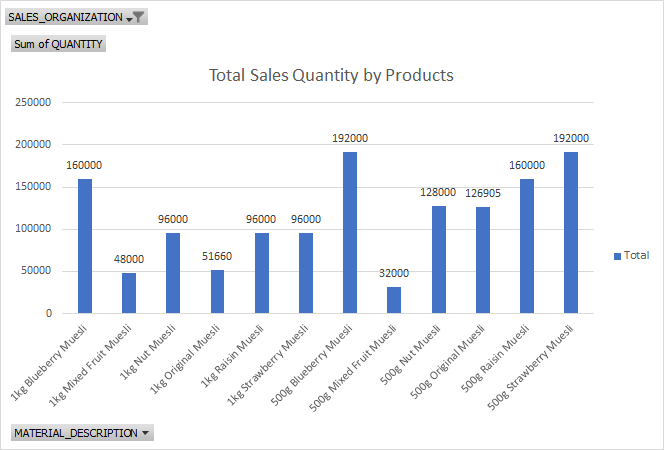 SALES_ORGANIZATION
Sum of QUANTITY
Total Sales Quantity by Products
250000
200000
150000
100000
50000
0
160000
48000
96000
51660
96000
96000
192000
32000
128000
126905
160000
192000
Total
1kg Blueberry Muesli
1kg Mixed Fruit Muesli
1kg Nut Muesli
1kg Original Muesli
1kg Raisin Muesli
1kg Strawberry Muesli
500g Blueberry Muesli
500g Mixed Fruit Muesli
500g Nut Muesli
500g Original Muesli
500g Raisin Muesli
500g Strawberry Muesli
MATERIAL_DESCRIPTION